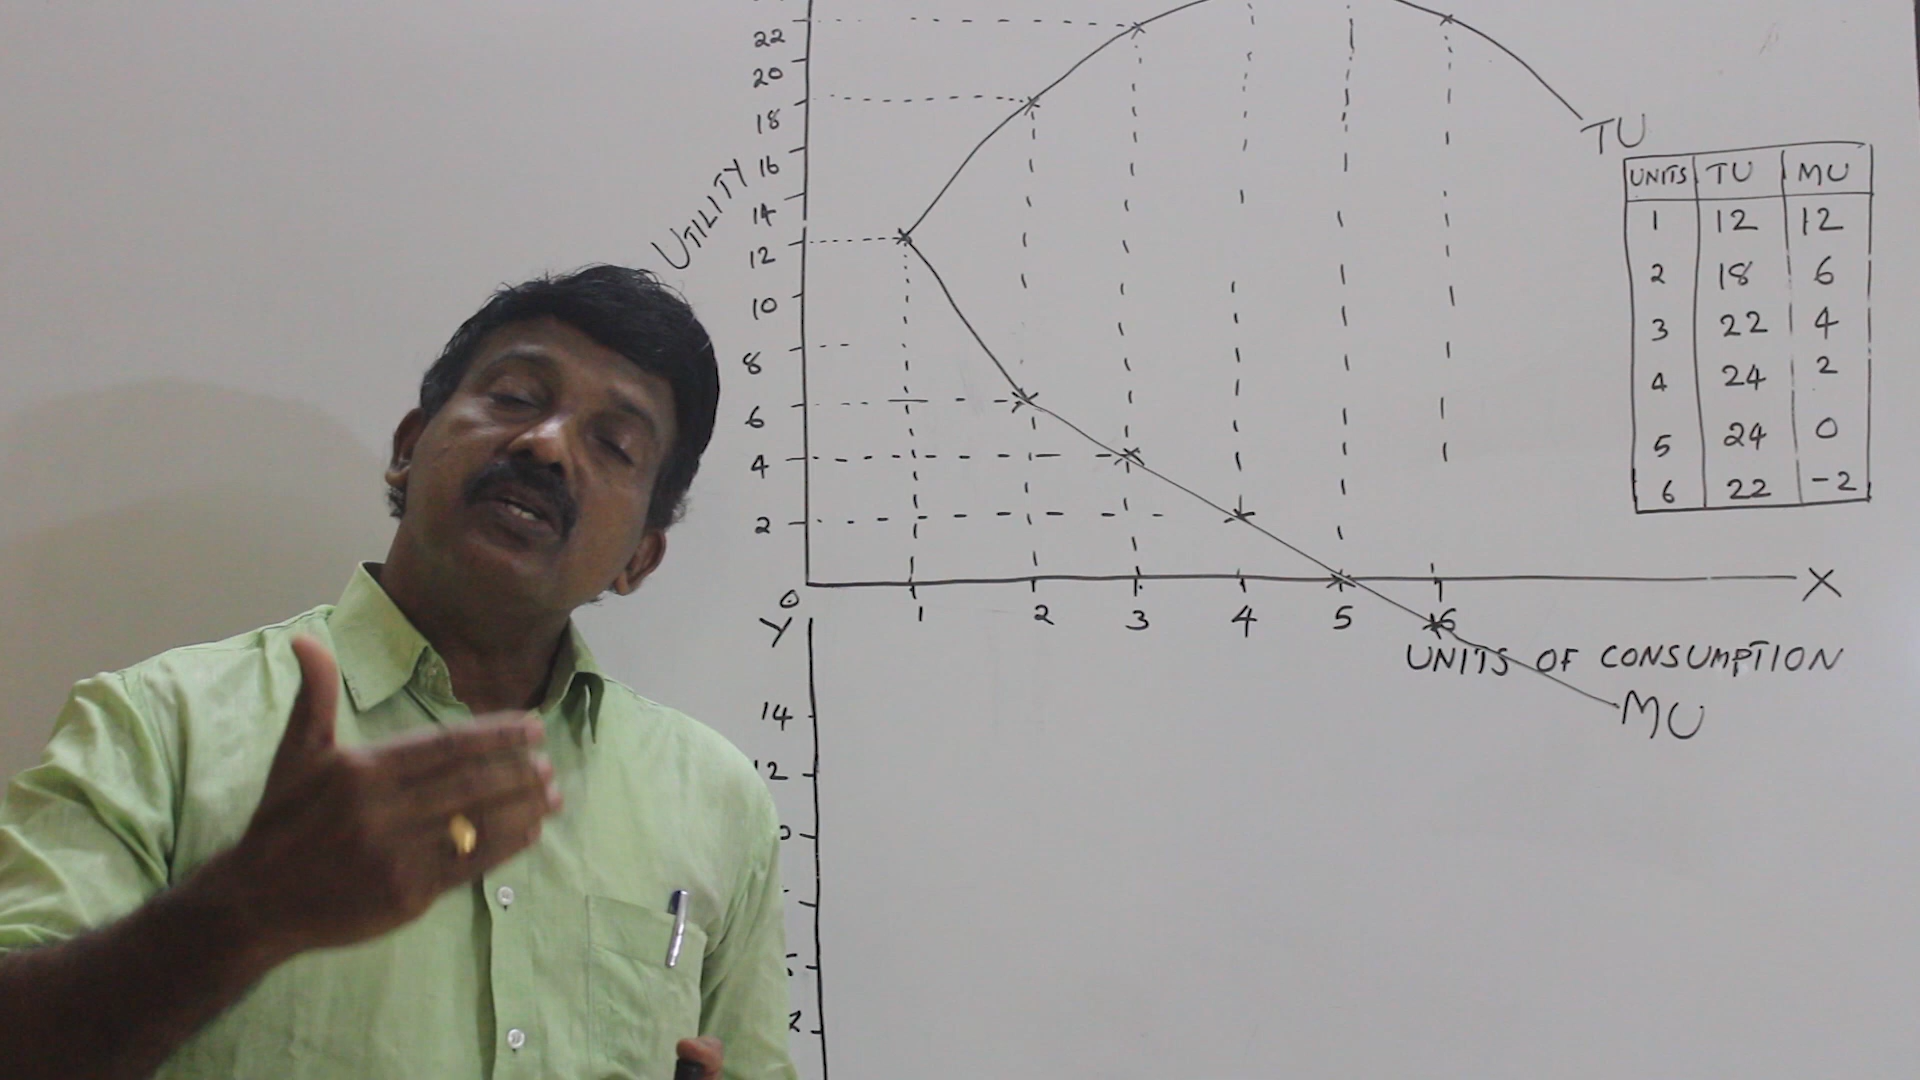 22
20
18
16
14
12
10
8
6
4
2
0
UTILITY
TU
UNITS TU MU
1 12 12
2 18 6
3 22 4
4 24 2
5 24 0
6 22 -2
X
1 2 3 4 5 6
UNITS OF CONSUMPTION
MU
Y
14
12
2